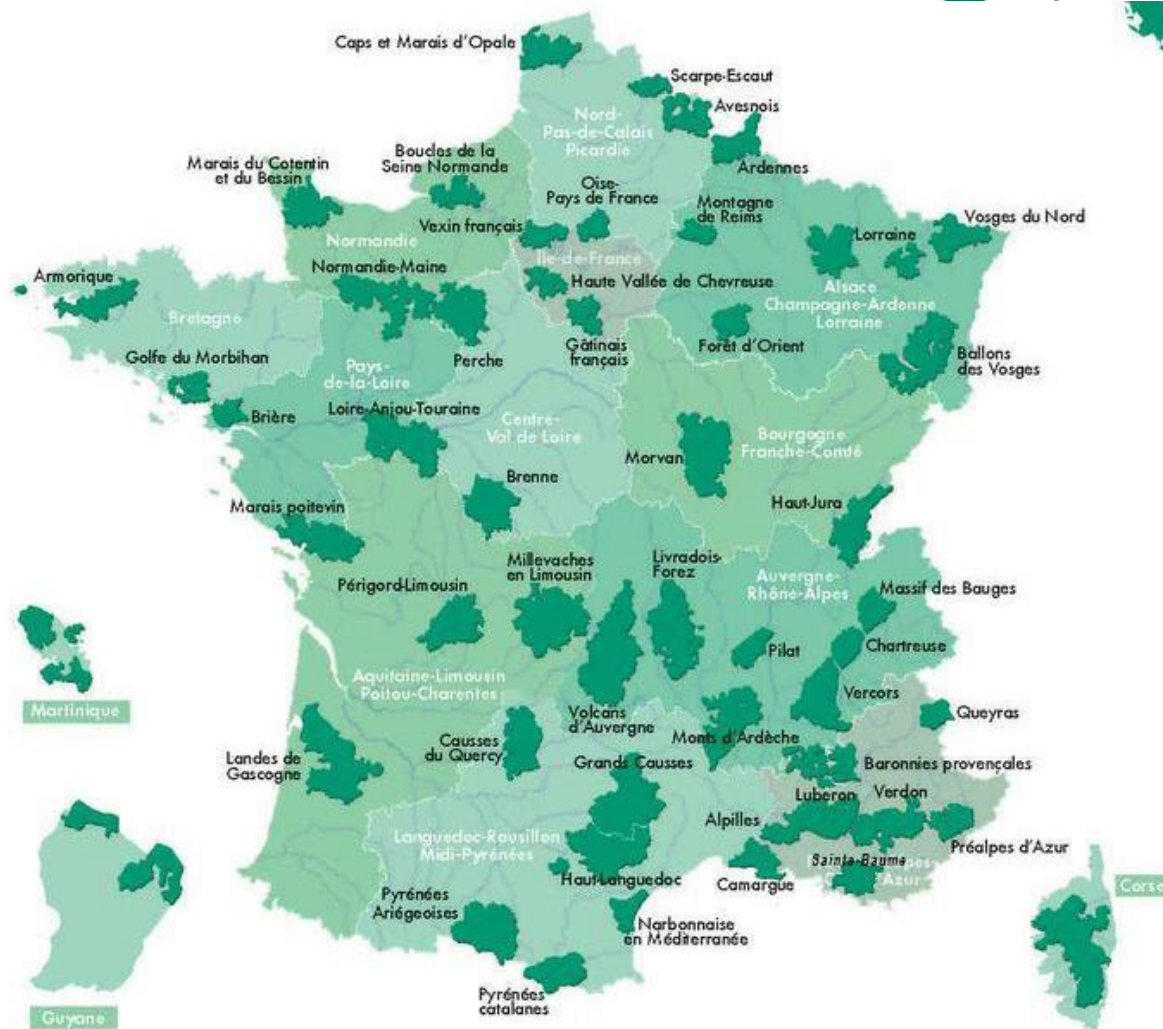 Caps et Marais d'Opale
Scarpe-Escaut
Avesnois
Nord-
Pas-de-Calais
Picardie
Ardennes
Marais du Cotentin
et du Bessin
Boucles de la
Seine Normande
Oise-
Pays de France
Montagne
de Reims
Vosges du Nord
Vexin français
Lorraine
Normandie
Île-de-France
Normandie-Maine
Haute Vallée de Chevreuse
Armorique
Alsace
Champagne-Ardenne
Lorraine
Bretagne
Golfe du Morbihan
Perche
Gâtinais
français
Forêt d'Orient
Ballons
des Vosges
Pays-
de-la-Loire
Brière
Loire-Anjou-Touraine
Centre-
Val de Loire
Bourgogne
Franche-Comté
Morvan
Brenne
Haut-Jura
Marais poitevin
Millevaches
en Limousin
Livradois-
Forez
Périgord-Limousin
Auvergne-
Rhône-Alpes
Massif des Bauges
Chartreuse
Pilat
Aquitaine-Limousin
Poitou-Charentes
Vercors
Martinique
Volcans
d'Auvergne
Queyras
Monts d'Ardèche
Causses
du Quercy
Landes de
Gascogne
Grands Causses
Baronnies provençales
Luberon
Verdon
Alpilles
Languedoc-Rousillon
Midi-Pyrénées
Préalpes d'Azur
Sainte-Baume
Azur
Haut-Languedoc
Camargue
Corse
Pyrénées
Ariégeoises
Narbonnaise
en Méditerranée
Pyrénées
catalanes
Guyane